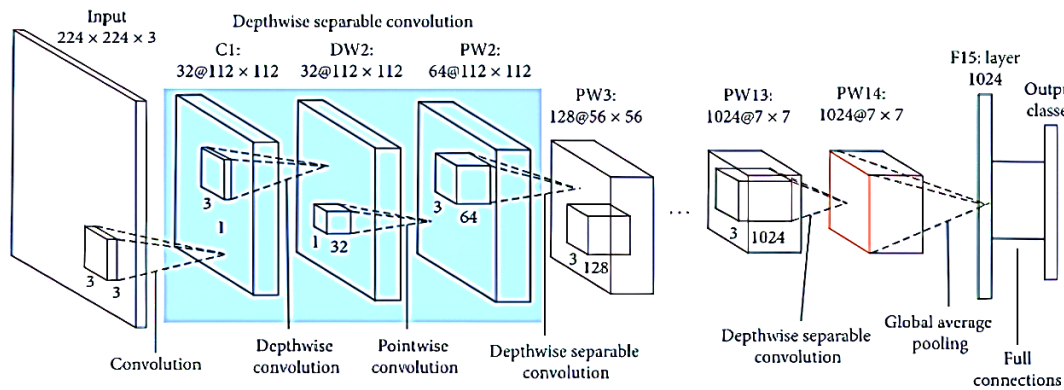 Input
224 × 224 × 3
Depthwise separable convolution
C1:
32@112 × 112
DW2:
32@112 × 112
PW2:
64@112 × 112
PW3:
128@56 × 56
PW13:
1024@7 × 7
PW14:
1024@7 × 7
F15: layer
1024
Output
classe
3
3
3
1
1
32
3
64
3
128
...
3
1024
Convolution
Depthwise
convolution
Pointwise
convolution
Depthwise separable
convolution
Depthwise separable
convolution
Global average
pooling
Full
connections